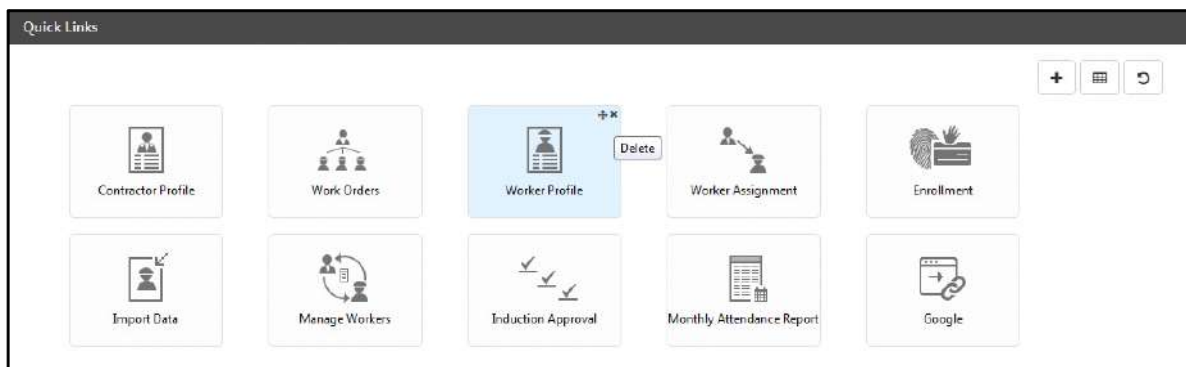 Quick Links
Contractor Profile
Work Orders
Worker Profile
Delete
Worker Assignment
Enrollment
Import Data
Manage Workers
Induction Approval
Monthly Attendance Report
Google